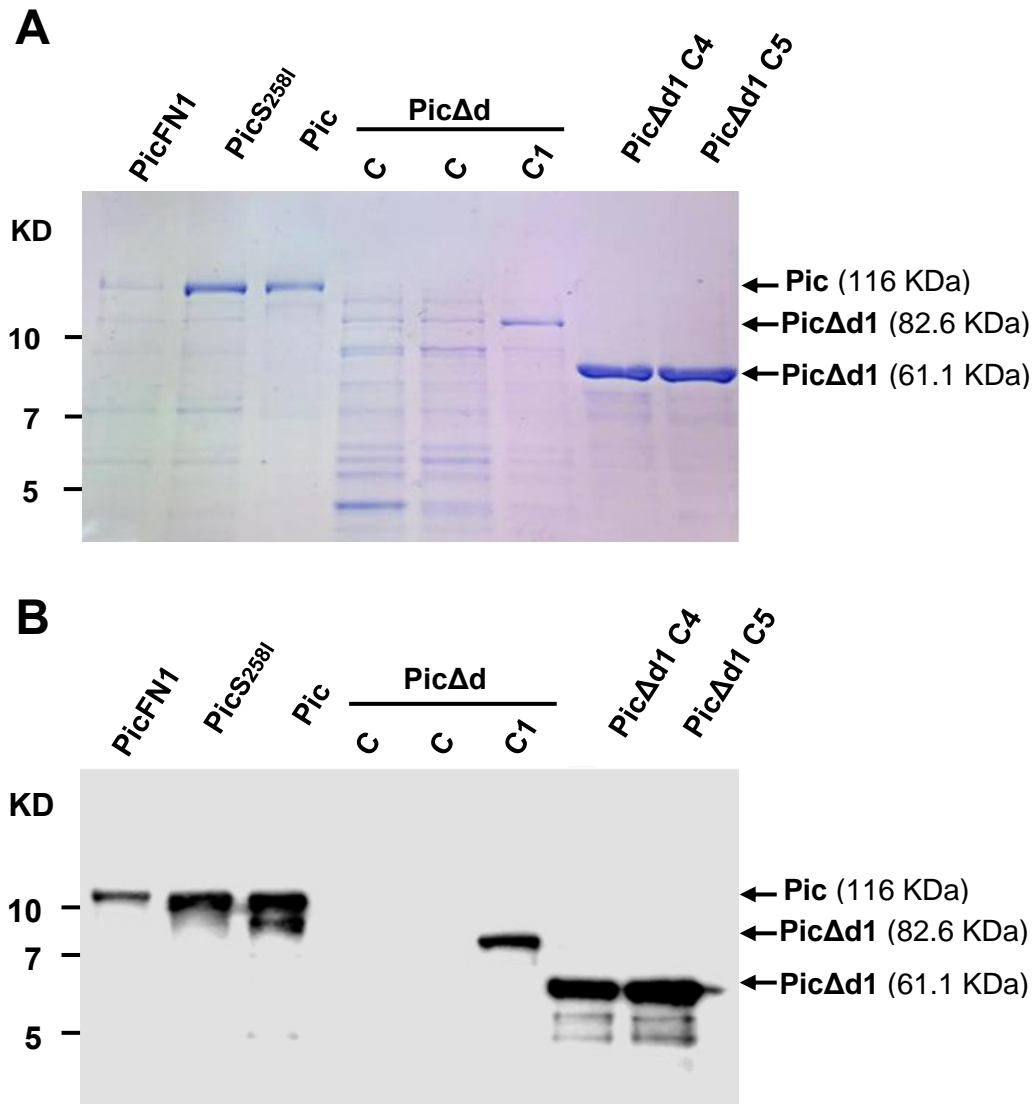 A
PicFN1
PicS258I
Pic
PicΔd
C
C
C1
PicΔd1 C4
PicΔd1 C5
KD
10
7
5
Pic (116 KDa)
PicΔd1 (82.6 KDa)
PicΔd1 (61.1 KDa)
B
PicFN1
PicS258I
Pic
PicΔd
C
C
C1
PicΔd1 C4
PicΔd1 C5
KD
10
7
5
Pic (116 KDa)
PicΔd1 (82.6 KDa)
PicΔd1 (61.1 KDa)